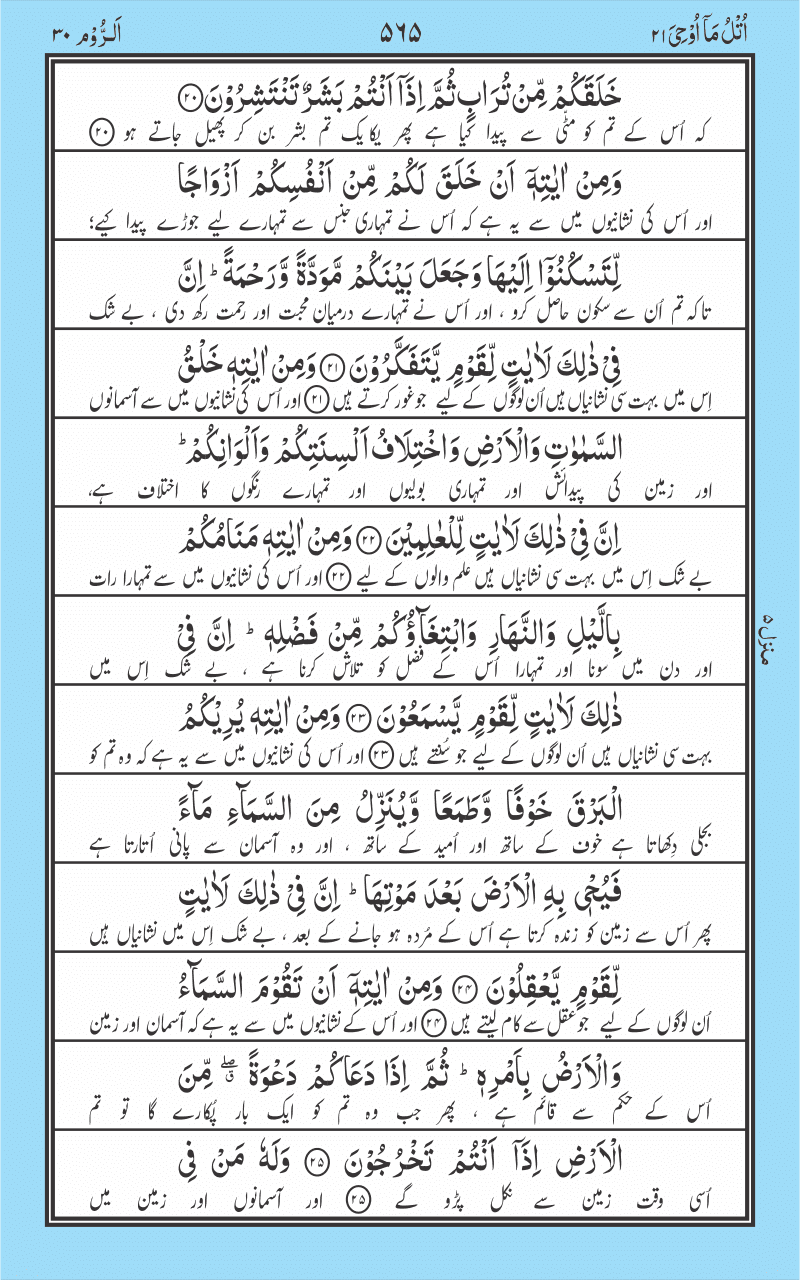 اُتْلُ مَاۤ اُوْحِیَ ۲۱ ۵۶۵ اَلرُّوْم ۳۰
خَلَقَكُمْ مِّنْ تُرَابٍ ثُمَّ اِذَاۤ اَنْتُمْ بَشَرٌ تَنْتَشِرُوْنَ ۲۰
کہ اُس کے تم کو مٹّی سے پیدا کیا ہے پھر یکایک تم بشر بن کر پھیل جاتے ہو ۲۰
وَمِنْ اٰیٰتِهٖۤ اَنْ خَلَقَ لَكُمْ مِّنْ اَنْفُسِكُمْ اَزْوَاجًا
اور اُس کی نشانیوں میں سے یہ ہے کہ اُس نے تمہاری جنس سے تمہارے لیے جوڑے پیدا کیے؛
لِّتَسْكُنُوْۤا اِلَیْهَا وَجَعَلَ بَیْنَكُمْ مَّوَدَّةً وَّرَحْمَةً ؕ اِنَّ
تاکہ تم اُن سے سکون حاصل کرو ، اور اُس نے تمہارے درمیان محبت اور رحمت رکھ دی ، بے شک
فِیْ ذٰلِكَ لَاٰیٰتٍ لِّقَوْمٍ یَّتَفَكَّرُوْنَ ۲۱ وَمِنْ اٰیٰتِهٖ خَلْقُ
اِس میں بہت سی نشانیاں ہیں اُن لوگوں کے لیے جو غور کرتے ہیں ۲۱ اور اُس کی نشانیوں میں سے آسمانوں
السَّمٰوٰتِ وَالْاَرْضِ وَاخْتِلَافُ اَلْسِنَتِكُمْ وَاَلْوَانِكُمْ ؕ
اور زمین کی پیدائش اور تمہاری بولیوں اور تمہارے رنگوں کا اختلاف ہے،
اِنَّ فِیْ ذٰلِكَ لَاٰیٰتٍ لِّلْعٰلِمِیْنَ ۲۲ وَمِنْ اٰیٰتِهٖ مَنَامُكُمْ
بے شک اِس میں بہت سی نشانیاں ہیں علم والوں کے لیے ۲۲ اور اُس کی نشانیوں میں سے تمہارا رات
بِالَّیْلِ وَالنَّهَارِ وَابْتِغَآؤُكُمْ مِّنْ فَضْلِهٖ ؕ اِنَّ فِیْ
اور دن میں سونا اور تمہارا اُس کے فضل کو تلاش کرنا ہے ، بے شک اِس میں
منزل ۵
ذٰلِكَ لَاٰیٰتٍ لِّقَوْمٍ یَّسْمَعُوْنَ ۲۳ وَمِنْ اٰیٰتِهٖ یُرِیْكُمُ
بہت سی نشانیاں ہیں اُن لوگوں کے لیے جو سُنتے ہیں ۲۳ اور اُس کی نشانیوں میں سے یہ ہے کہ وہ تم کو
الْبَرْقَ خَوْفًا وَّطَمَعًا وَّیُنَزِّلُ مِنَ السَّمَآءِ مَآءً
بجلی دِکھاتا ہے خوف کے ساتھ اور اُمید کے ساتھ ، اور وہ آسمان سے پانی اُتارتا ہے
فَیُحْیٖ بِهِ الْاَرْضَ بَعْدَ مَوْتِهَا ؕ اِنَّ فِیْ ذٰلِكَ لَاٰیٰتٍ
پھر اُس سے زمین کو زندہ کرتا ہے اُس کے مُردہ ہو جانے کے بعد ، بے شک اِس میں نشانیاں ہیں
لِّقَوْمٍ یَّعْقِلُوْنَ ۲۴ وَمِنْ اٰیٰتِهٖۤ اَنْ تَقُوْمَ السَّمَآءُ
اُن لوگوں کے لیے جو عقل سے کام لیتے ہیں ۲۴ اور اُس کے نشانیوں میں سے یہ ہے کہ آسمان اور زمین
وَالْاَرْضُ بِاَمْرِهٖ ؕ ثُمَّ اِذَا دَعَاكُمْ دَعْوَةً ۖۗ مِّنَ
اُس کے حکم سے قائم ہے ، پھر جب وہ تم کو ایک بار پُکارے گا تو تم
الْاَرْضِ اِذَاۤ اَنْتُمْ تَخْرُجُوْنَ ۲۵ وَلَهٗ مَنْ فِی
اُسی وقت زمین سے نکل پڑو گے ۲۵ اور آسمانوں اور زمین میں